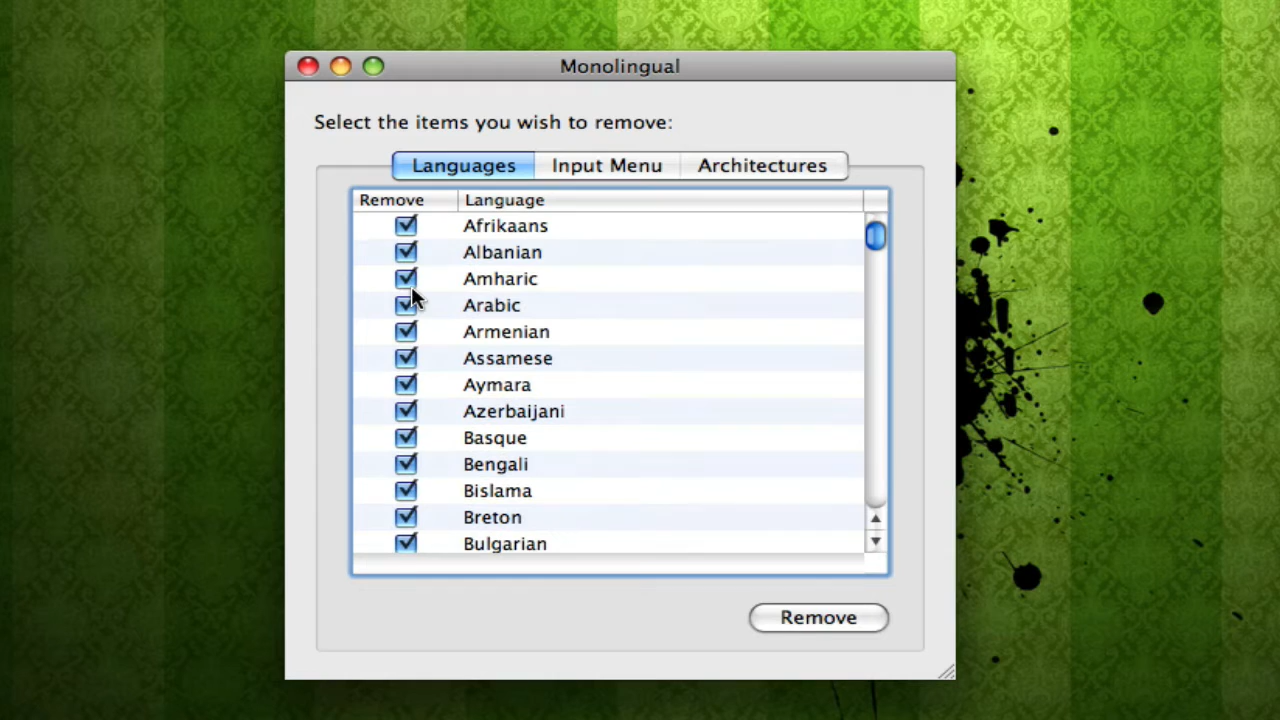 Monolingual
Select the items you wish to remove:
Languages Input Menu Architectures
Remove Language
Afrikaans
Albanian
Amharic
Arabic
Armenian
Assamese
Aymara
Azerbaijani
Basque
Bengali
Bislama
Breton
Bulgarian
Remove